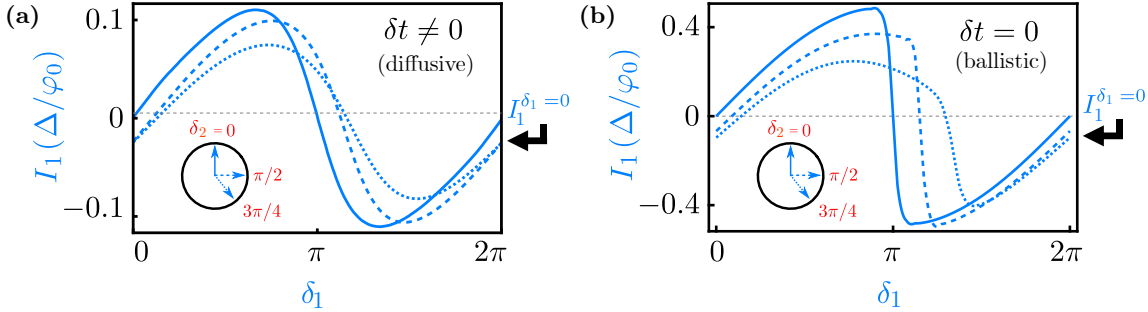 (a)
I₁ (Δ/φ₀)
0.1
0
−0.1
δt ≠ 0
(diffusive)
δ₂ = 0
π/2
3π/4
I₁^{δ₁ = 0}
0
π
2π
δ₁
(b)
I₁ (Δ/φ₀)
0.4
0
−0.4
δt = 0
(ballistic)
δ₂ = 0
π/2
3π/4
I₁^{δ₁ = 0}
0
π
2π
δ₁